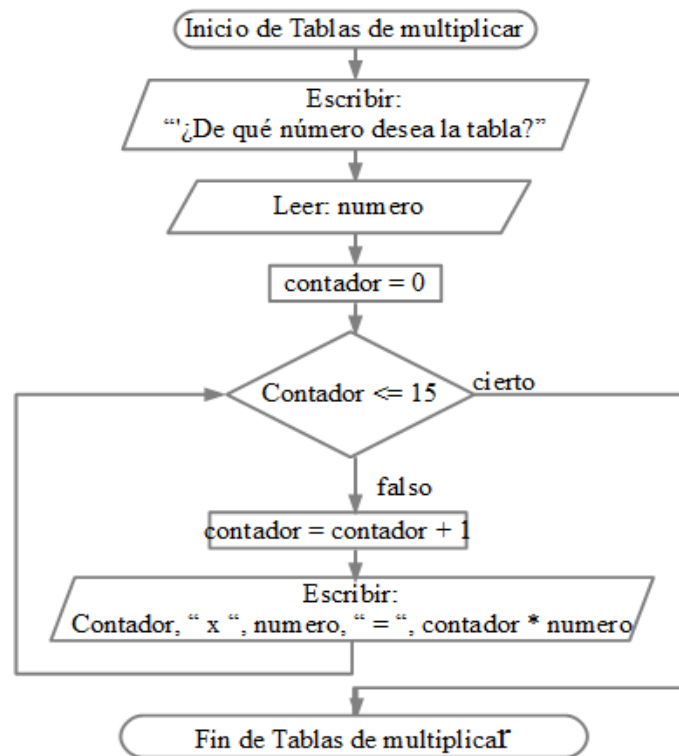 Inicio de Tablas de multiplicar
Escribir:
“'¿De qué número desea la tabla?”
Leer: numero
contador = 0
Contador <= 15
cierto
falso
contador = contador + 1
Escribir:
Contador, “ x “, numero, “ = “, contador * numero
Fin de Tablas de multiplicar